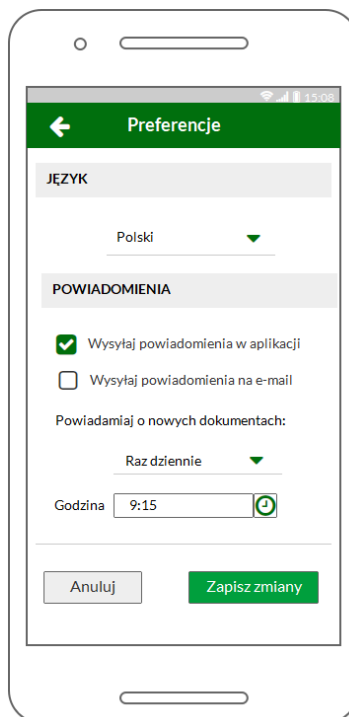 15:08
Preferencje
JĘZYK
Polski
POWIADOMIENIA
Wysyłaj powiadomienia w aplikacji
Wysyłaj powiadomienia na e-mail
Powiadamiaj o nowych dokumentach:
Raz dziennie
Godzina 9:15
Anuluj Zapisz zmiany